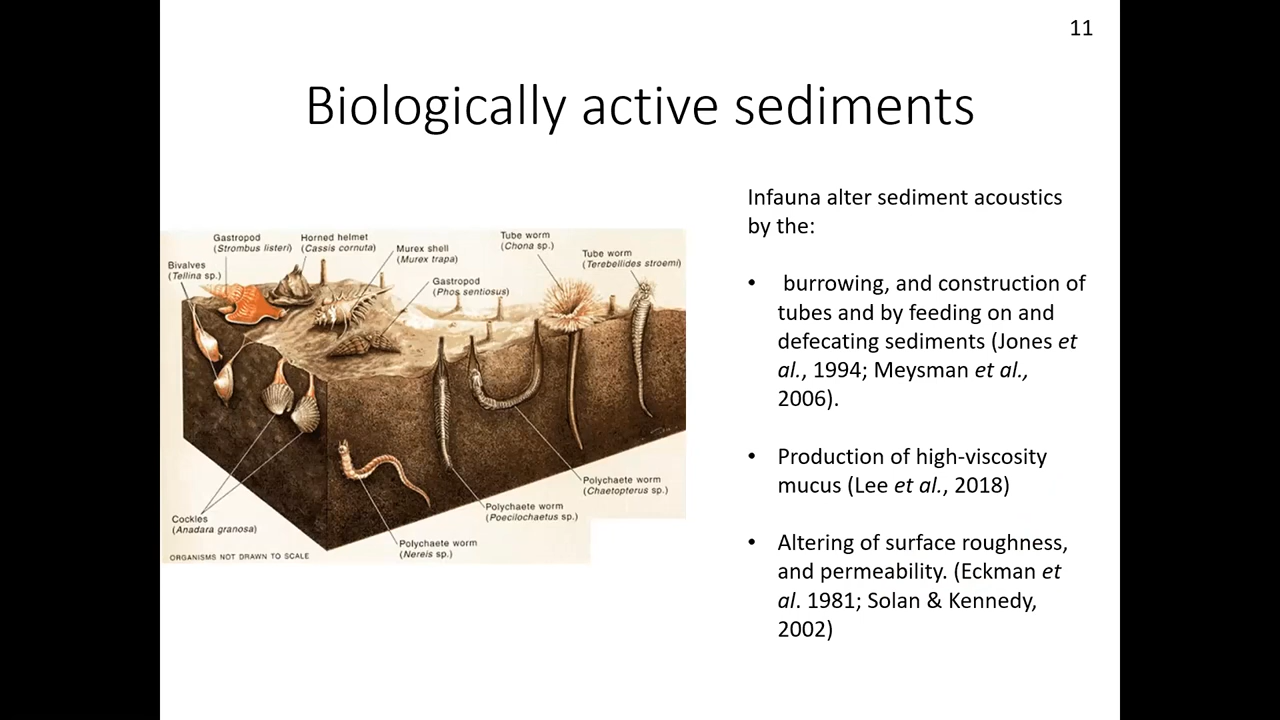 11
Biologically active sediments
Infauna alter sediment acoustics
by the:
• burrowing, and construction of
tubes and by feeding on and
defecating sediments (Jones et
al., 1994; Meysman et al.,
2006).
• Production of high-viscosity
mucus (Lee et al., 2018)
• Altering of surface roughness,
and permeability. (Eckman et
al. 1981; Solan & Kennedy,
2002)
Bivalves
(Tellina sp.)
Gastropod
(Strombus listeri)
Horned helmet
(Cassis cornuta)
Murex shell
(Murex trapa)
Gastropod
(Phos sentiosus)
Tube worm
(Chona sp.)
Tube worm
(Terebellides stroemi)
Cockles
(Anadara granosa)
Polychaete worm
(Nereis sp.)
Polychaete worm
(Poecilochaetus sp.)
Polychaete worm
(Chaetopterus sp.)
ORGANISMS NOT DRAWN TO SCALE